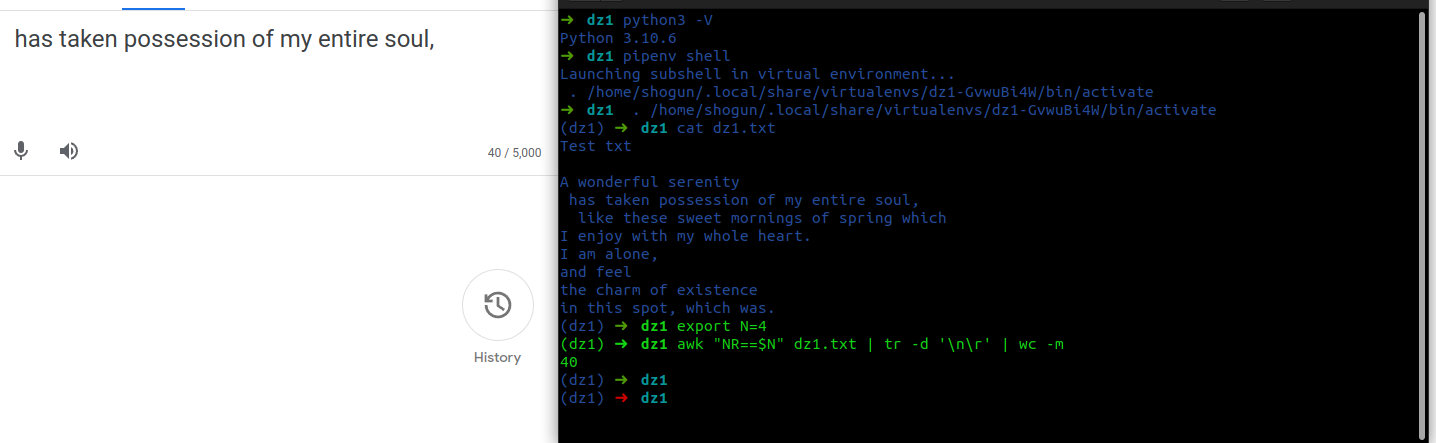 has taken possession of my entire soul,
40 / 5,000
History
➜ dz1 python3 -V
Python 3.10.6
➜ dz1 pipenv shell
Launching subshell in virtual environment...
 . /home/shogun/.local/share/virtualenvs/dz1-GvwuBi4W/bin/activate
➜ dz1  . /home/shogun/.local/share/virtualenvs/dz1-GvwuBi4W/bin/activate
(dz1) ➜ dz1 cat dz1.txt
Test txt

A wonderful serenity
 has taken possession of my entire soul,
  like these sweet mornings of spring which
I enjoy with my whole heart.
I am alone,
and feel
the charm of existence
in this spot, which was.
(dz1) ➜ dz1 export N=4
(dz1) ➜ dz1 awk "NR==$N" dz1.txt | tr -d '\n\r' | wc -m
40
(dz1) ➜ dz1
(dz1) ➜ dz1